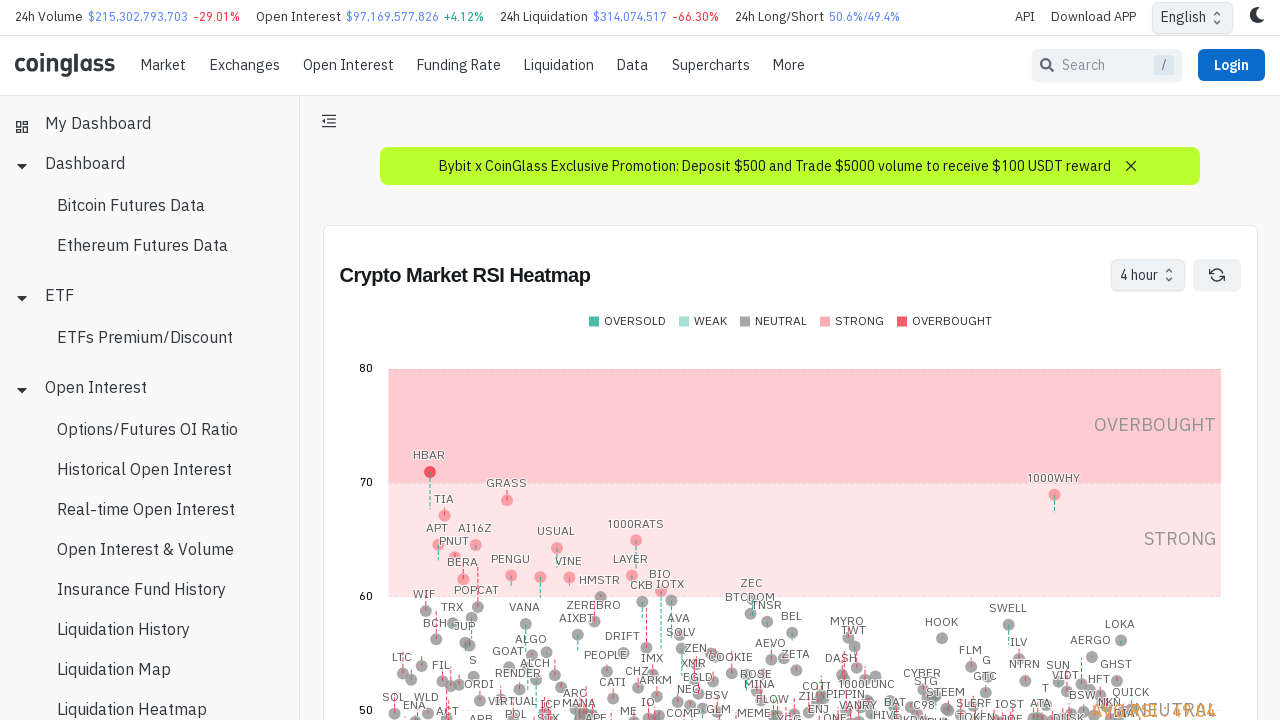 24h Volume $215,302,793,703 -29.01% Open Interest $97,169,577,826 +4.12% 24h Liquidation $314,074,517 -66.30% 24h Long/Short 50.6%/49.4% API Download APP English
coinglass Market Exchanges Open Interest Funding Rate Liquidation Data Supercharts More Search / Login
My Dashboard
Dashboard
Bitcoin Futures Data
Ethereum Futures Data
ETF
ETFs Premium/Discount
Open Interest
Options/Futures OI Ratio
Historical Open Interest
Real-time Open Interest
Open Interest & Volume
Insurance Fund History
Liquidation History
Liquidation Map
Liquidation Heatmap
Bybit x CoinGlass Exclusive Promotion: Deposit $500 and Trade $5000 volume to receive $100 USDT reward
Crypto Market RSI Heatmap 4 hour
OVERSOLD WEAK NEUTRAL STRONG OVERBOUGHT
80
OVERBOUGHT
HBAR
70 GRASS 1000WHY
TIA
APT AI16Z USUAL 1000RATS
PNUT STRONG
BERA PENGU VINE LAYER
HMSTR CKB BIO IOTX ZEC
60 WIF POPCAT BTCDOM
TRX VANA ZEREBRO TNSR SWELL
BCH JUP AIXBT AVA BEL MYRO HOOK LOKA
ALGO DRIFT SOLV TWT AERGO
LTC S GOAT PEOPLE IMX ZEN COOKIE AEVO ZETA DASH FLM ILV
FIL RENDER ALCH CHZ XMR ROSE CYBER G NTRN SUN GHST
ORDI CATI ARKM EGLD MINA 1000LUNC STG GTC VIDT HFT
SOL WLD VIRTUAL ARC NEO BSV FLOW COTI PIPPIN STEEM T BSW QUICK
50 ENA ACT ICP MANA IO GLM ZIL VANRY BAT C98 SLERF IOST ATA NKN NEUTRAL
POL ME COMP MEME ENJ HIVE TOKEN